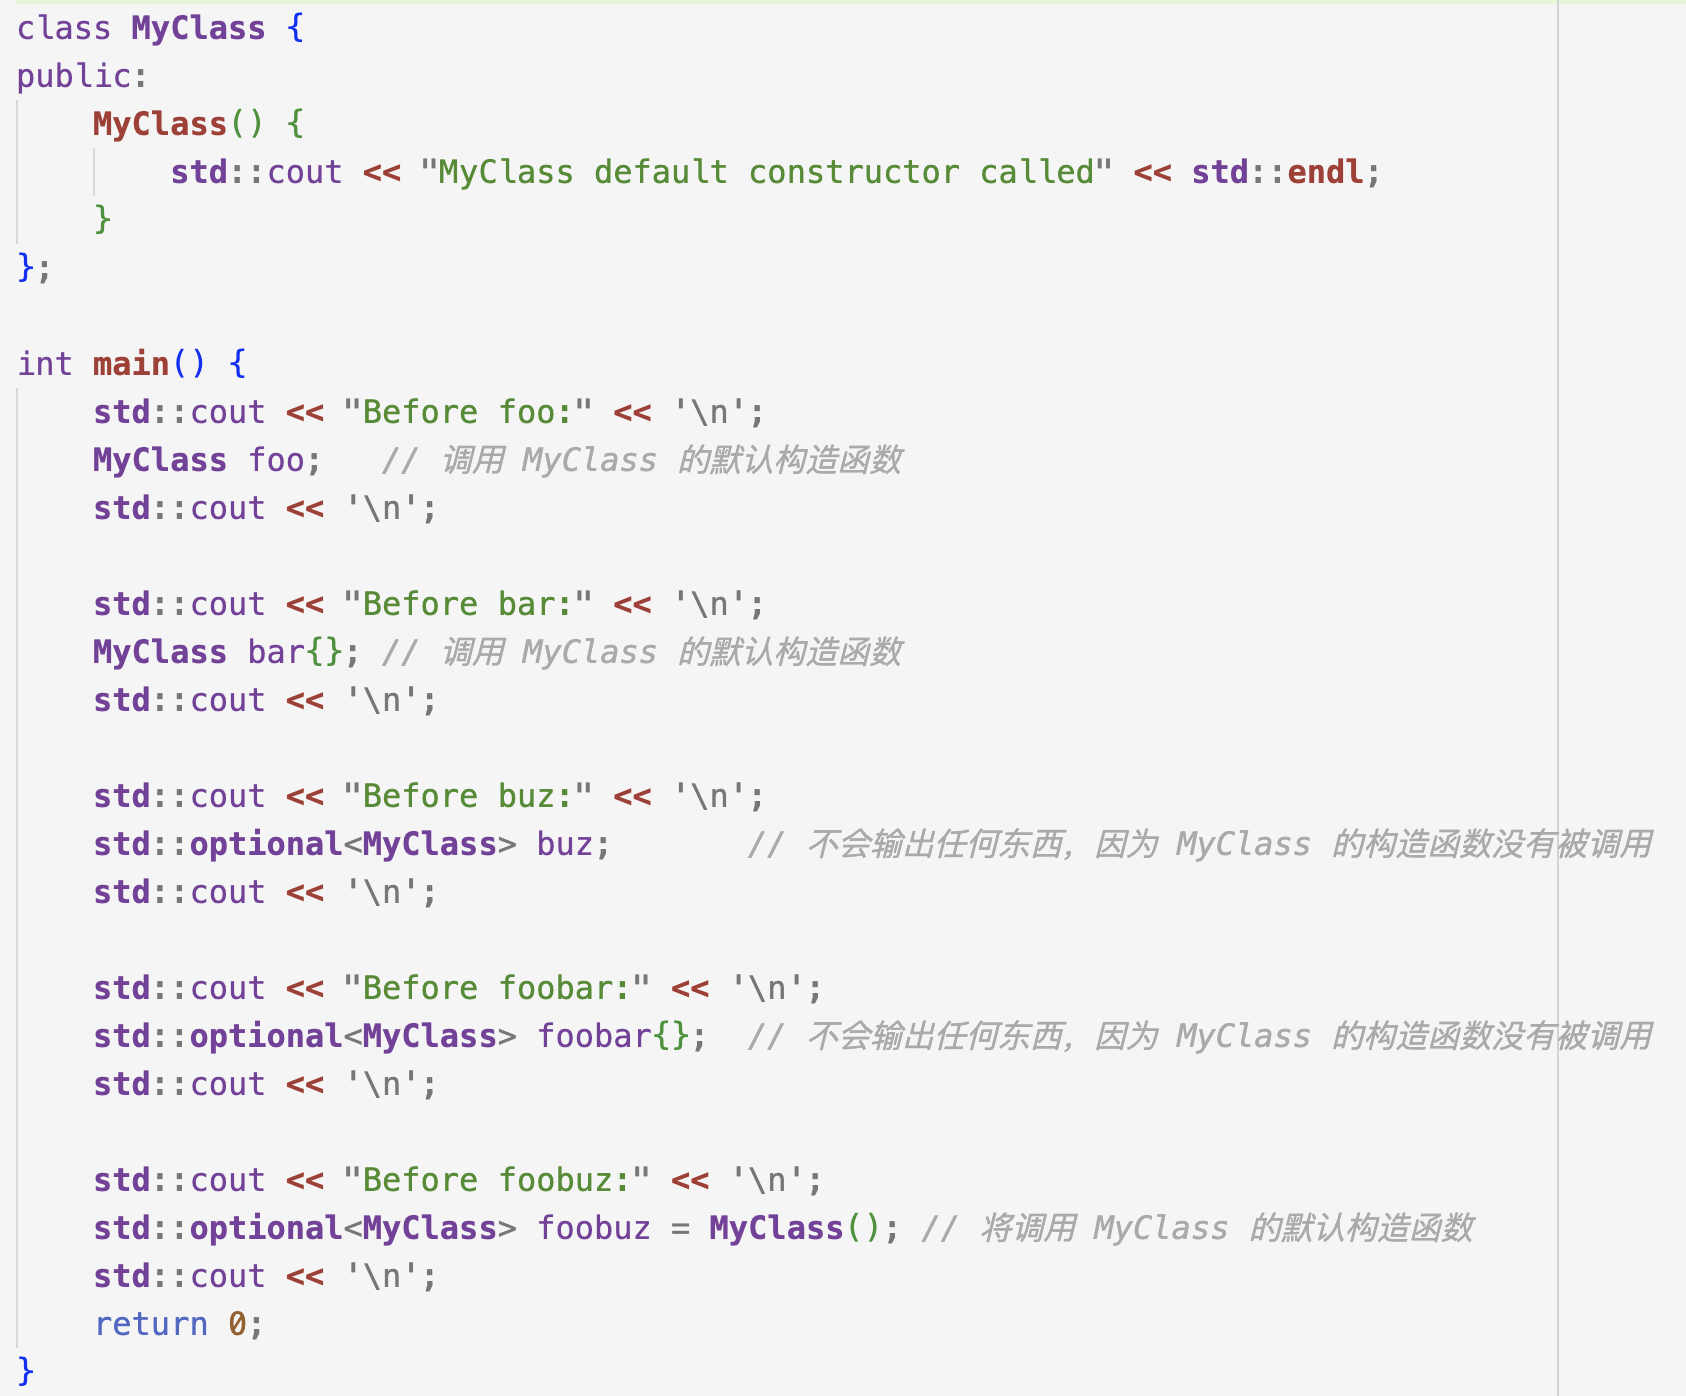 class MyClass {
public:
    MyClass() {
        std::cout << "MyClass default constructor called" << std::endl;
    }
};

int main() {
    std::cout << "Before foo:" << '\n';
    MyClass foo;   // 调用 MyClass 的默认构造函数
    std::cout << '\n';

    std::cout << "Before bar:" << '\n';
    MyClass bar{}; // 调用 MyClass 的默认构造函数
    std::cout << '\n';

    std::cout << "Before buz:" << '\n';
    std::optional<MyClass> buz;       // 不会输出任何东西，因为 MyClass 的构造函数没有被调用
    std::cout << '\n';

    std::cout << "Before foobar:" << '\n';
    std::optional<MyClass> foobar{};  // 不会输出任何东西，因为 MyClass 的构造函数没有被调用
    std::cout << '\n';

    std::cout << "Before foobuz:" << '\n';
    std::optional<MyClass> foobuz = MyClass(); // 将调用 MyClass 的默认构造函数
    std::cout << '\n';
    return 0;
}